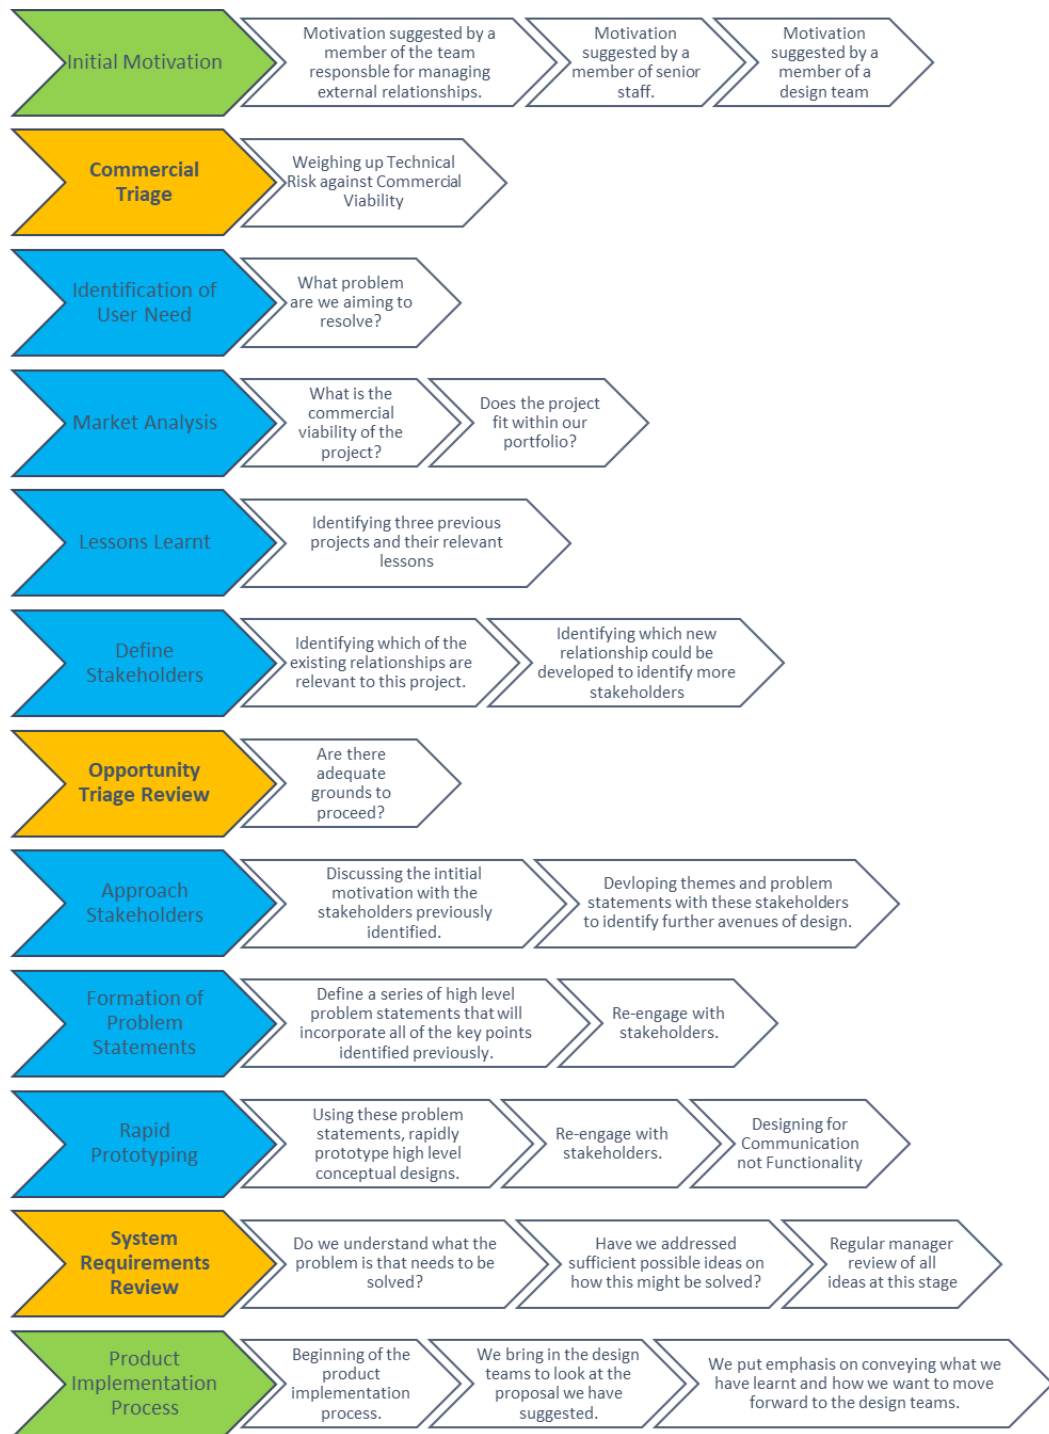 Initial Motivation
Motivation suggested by a
member of the team
responsble for managing
external relationships.
Motivation
suggested by a
member of senior
staff.
Motivation
suggested by a
member of a
design team
Commercial
Triage
Weighing up Technical
Risk against Commercial
Viability
Identification of
User Need
What problem
are we aiming to
resolve?
Market Analysis
What is the
commercial
viability of the
project?
Does the project
fit within our
portfolio?
Lessons Learnt
Identifying three previous
projects and their relevant
lessons
Define
Stakeholders
Identifying which of the
existing relationships are
relevant to this project.
Identifying which new
relationship could be
developed to identify more
stakeholders
Opportunity
Triage Review
Are there
adequate
grounds to
proceed?
Approach
Stakeholders
Discussing the intitial
motivation with the
stakeholders previously
identified.
Devloping themes and problem
statements with these stakeholders
to identify further avenues of design.
Formation of
Problem
Statements
Define a series of high level
problem statements that will
incorporate all of the key points
identified previously.
Re-engage with
stakeholders.
Rapid
Prototyping
Using these problem
statements, rapidly
prototype high level
conceptual designs.
Re-engage with
stakeholders.
Designing for
Communication
not Functionality
System
Requirements
Review
Do we understand what the
problem is that needs to be
solved?
Have we addressed
sufficient possible ideas on
how this might be solved?
Regular manager
review of all
ideas at this stage
Product
Implementation
Process
Beginning of the
product
implementation
process.
We bring in the design
teams to look at the
proposal we have
suggested.
We put emphasis on conveying what we
have learnt and how we want to move
forward to the design teams.